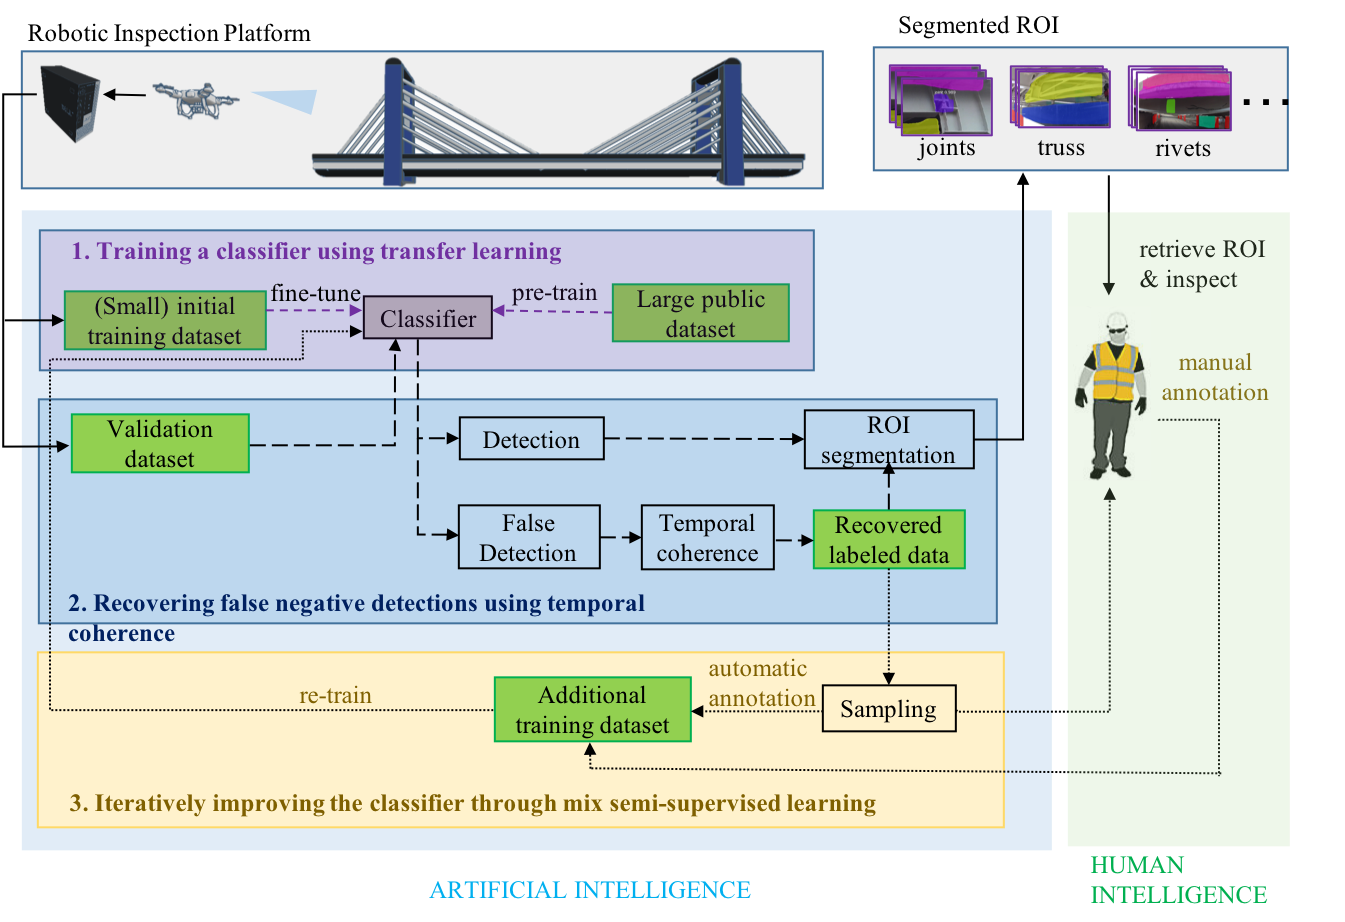 Robotic Inspection Platform
Segmented ROI
joints
truss
rivets
...
1. Training a classifier using transfer learning
(Small) initial
training dataset
fine-tune
Classifier
pre-train
Large public
dataset
retrieve ROI
& inspect
manual
annotation
Validation
dataset
Detection
ROI
segmentation
False
Detection
Temporal
coherence
Recovered
labeled data
2. Recovering false negative detections using temporal
coherence
re-train
Additional
training dataset
automatic
annotation
Sampling
3. Iteratively improving the classifier through mix semi-supervised learning
ARTIFICIAL INTELLIGENCE
HUMAN
INTELLIGENCE